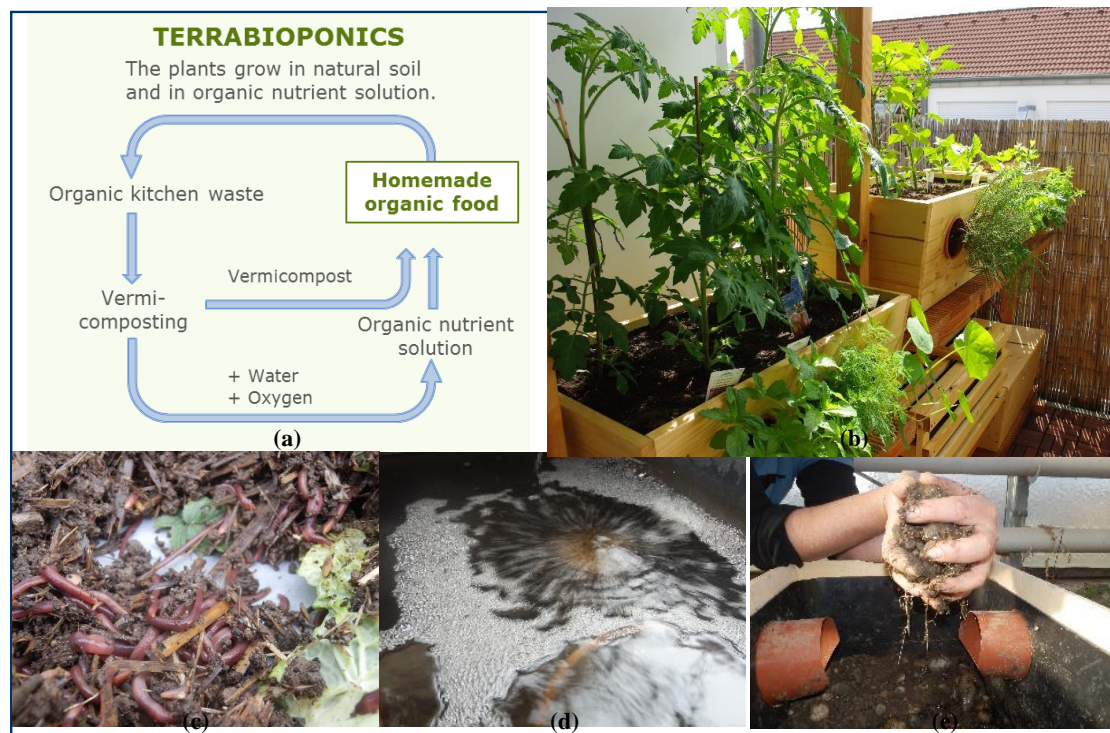 TERRABIOPONICS
The plants grow in natural soil
and in organic nutrient solution.
Organic kitchen waste
Homemade
organic food
Vermicompost
Vermi-
composting
Organic nutrient
solution
+ Water
+ Oxygen
(a)
(b)
(c)
(d)
(e)